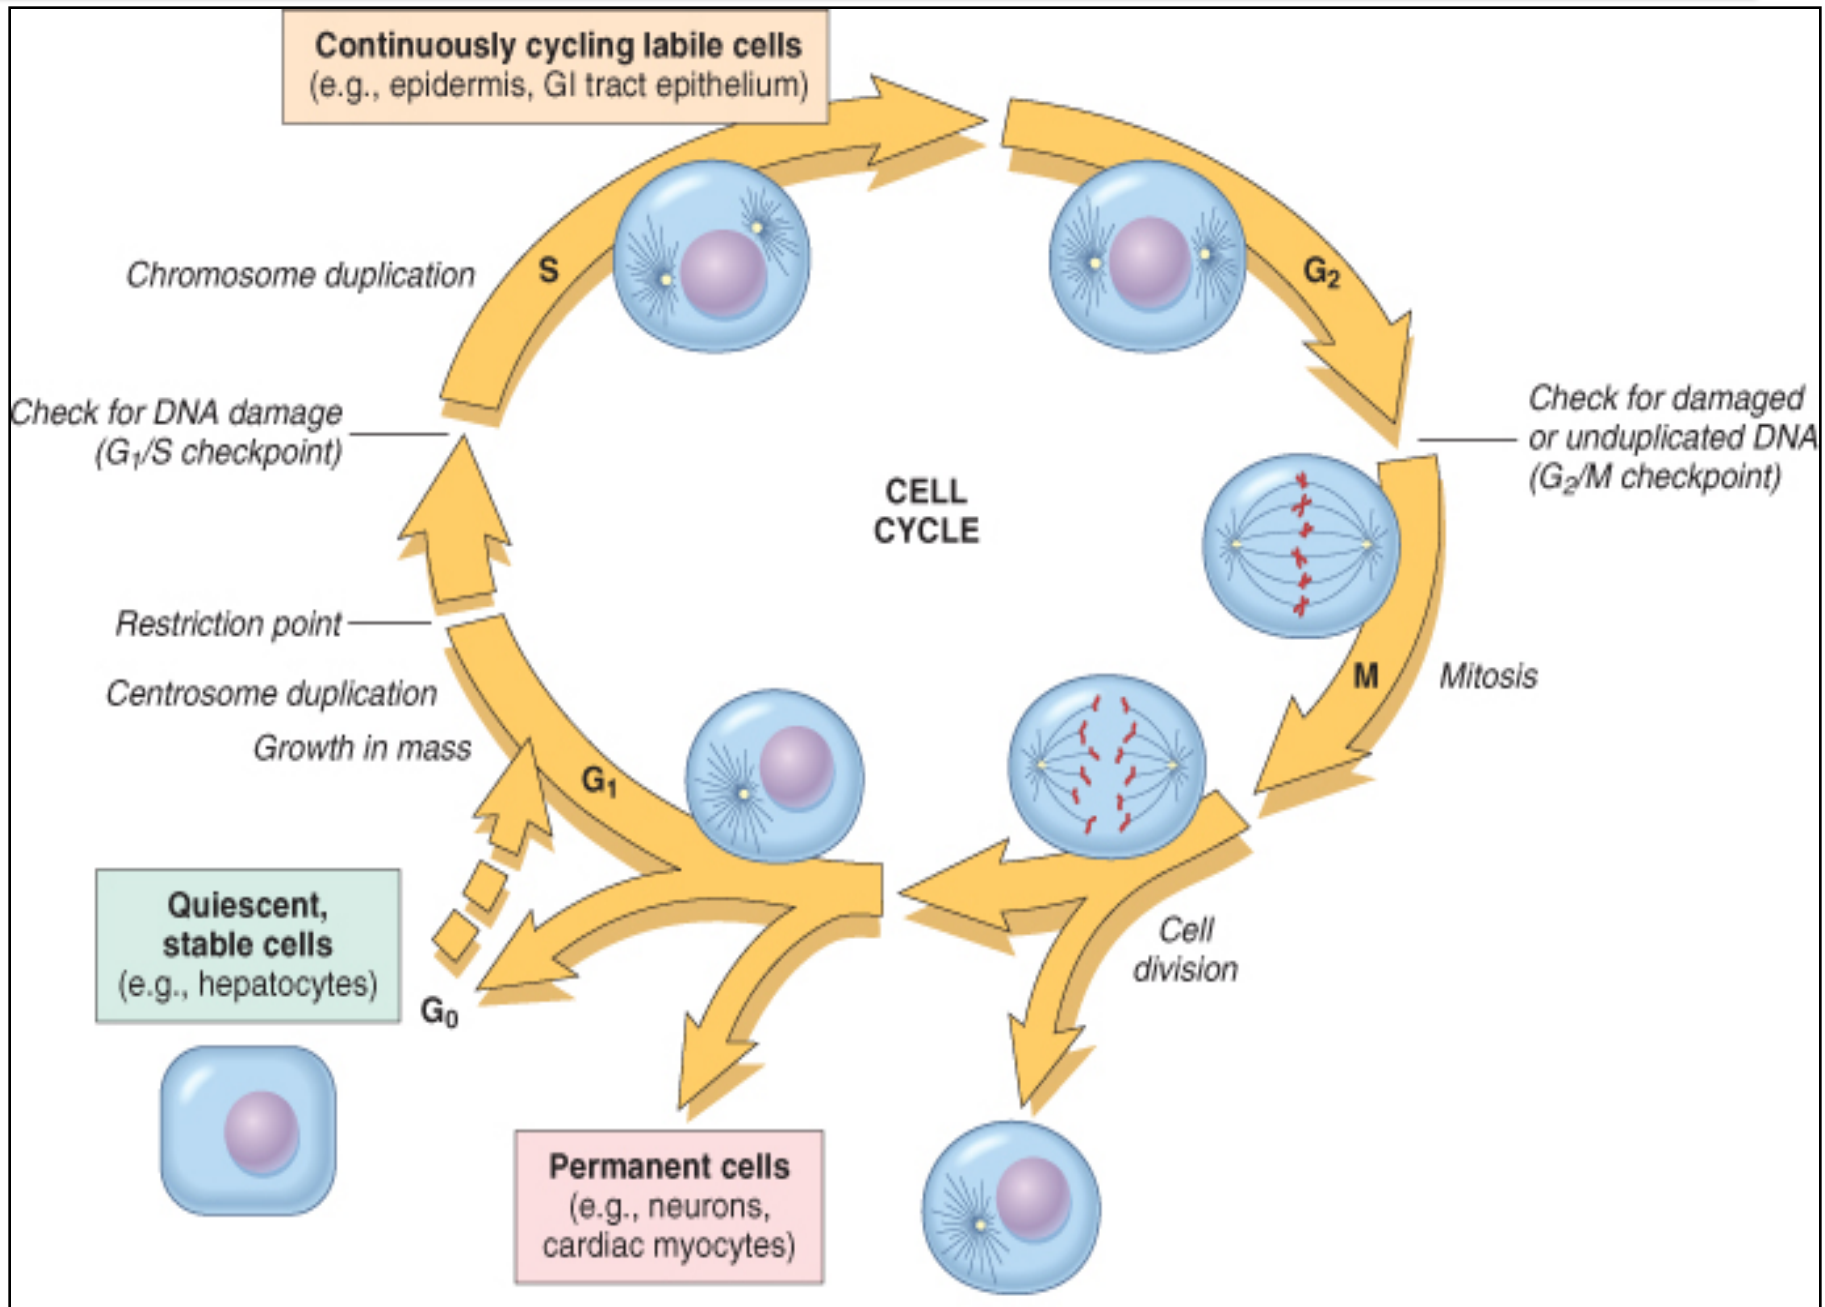 Continuously cycling labile cells
(e.g., epidermis, GI tract epithelium)
Chromosome duplication
S
G₂
Check for DNA damage
(G₁/S checkpoint)
Check for damaged
or unduplicated DNA
(G₂/M checkpoint)
CELL
CYCLE
Restriction point
Centrosome duplication
Growth in mass
M
Mitosis
G₁
Quiescent,
stable cells
(e.g., hepatocytes)
G₀
Cell
division
Permanent cells
(e.g., neurons,
cardiac myocytes)